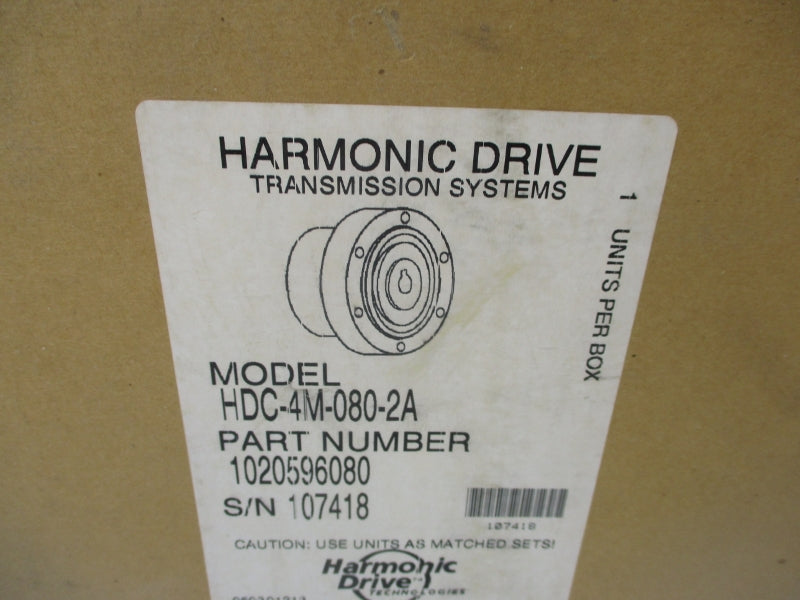 HARMONIC DRIVE
TRANSMISSION SYSTEMS
1 UNITS PER BOX
MODEL
HDC-4M-080-2A
PART NUMBER
1020596080
S/N 107418
107418
CAUTION: USE UNITS AS MATCHED SETS!
Harmonic
Drive™
TECHNOLOGIES